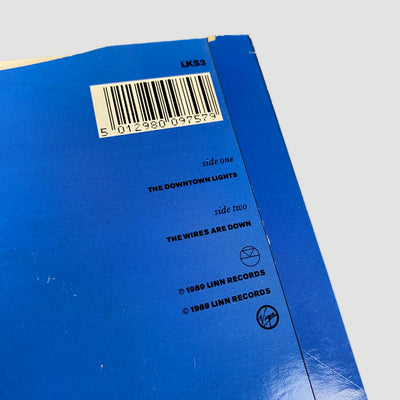 LKS3
5 012980 097579
side one
THE DOWNTOWN LIGHTS
side two
THE WIRES ARE DOWN
℗ 1989 LINN RECORDS
© 1989 LINN RECORDS
Virgin